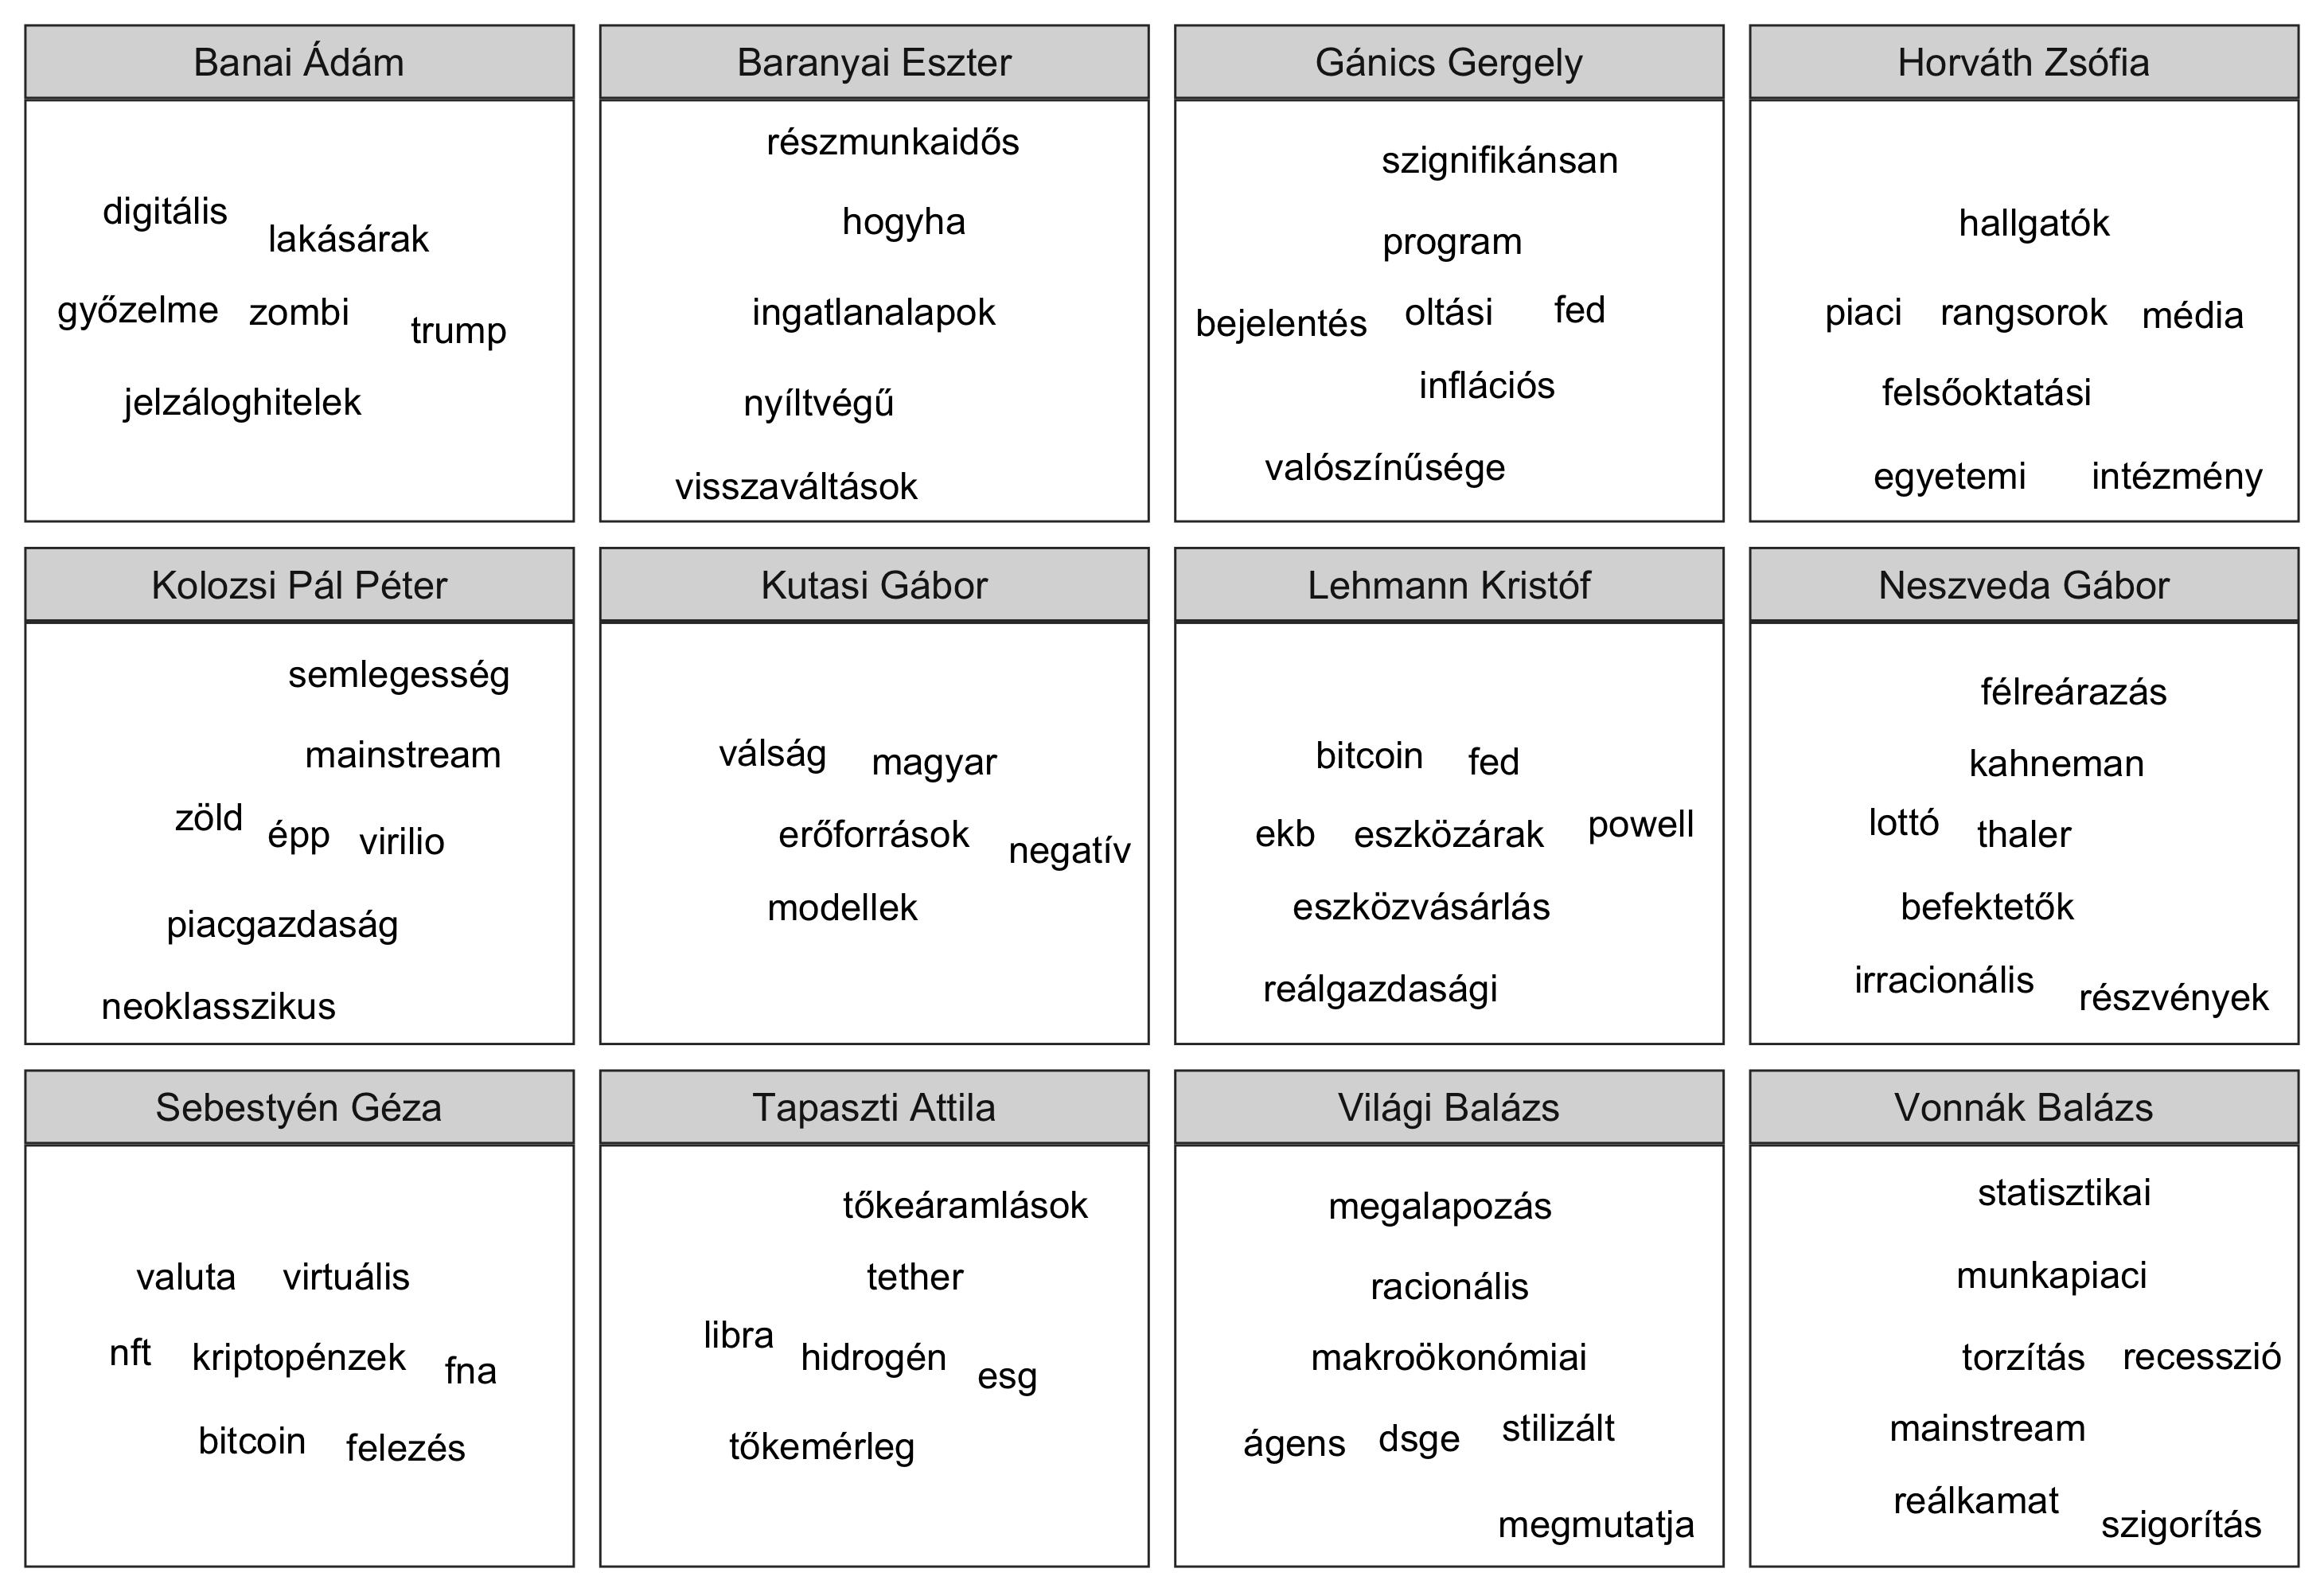 Banai Ádám
digitális
lakásárak
győzelme zombi trump
jelzáloghitelek
Baranyai Eszter
részmunkaidős
hogyha
ingatlanalapok
nyíltvégű
visszaváltások
Gánics Gergely
szignifikánsan
program
bejelentés oltási fed
inflációs
valószínűsége
Horváth Zsófia
hallgatók
piaci rangsorok média
felsőoktatási
egyetemi intézmény
Kolozsi Pál Péter
semlegesség
mainstream
zöld épp virilio
piacgazdaság
neoklasszikus
Kutasi Gábor
válság magyar
erőforrások negatív
modellek
Lehmann Kristóf
bitcoin fed
ekb eszközárak powell
eszközvásárlás
reálgazdasági
Neszveda Gábor
félreárazás
kahneman
lottó thaler
befektetők
irracionális részvények
Sebestyén Géza
valuta virtuális
nft kriptopénzek fna
bitcoin felezés
Tapaszti Attila
tőkeáramlások
tether
libra hidrogén esg
tőkemérleg
Világi Balázs
megalapozás
racionális
makroökonómiai
ágens dsge stilizált
megmutatja
Vonnák Balázs
statisztikai
munkapiaci
torzítás recesszió
mainstream
reálkamat szigorítás